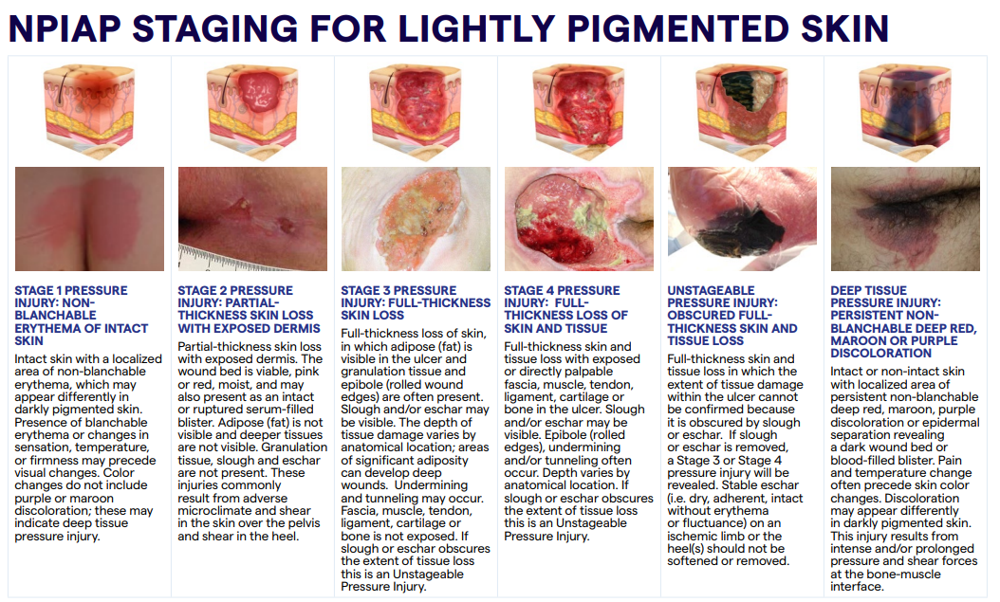 NPIAP STAGING FOR LIGHTLY PIGMENTED SKIN
STAGE 1 PRESSURE
INJURY: NON-
BLANCHABLE
ERYTHEMA OF INTACT
SKIN
Intact skin with a localized
area of non-blanchable
erythema, which may
appear differently in
darkly pigmented skin.
Presence of blanchable
erythema or changes in
sensation, temperature,
or firmness may precede
visual changes. Color
changes do not include
purple or maroon
discoloration; these may
indicate deep tissue
pressure injury.
STAGE 2 PRESSURE
INJURY: PARTIAL-
THICKNESS SKIN LOSS
WITH EXPOSED DERMIS
Partial-thickness skin loss
with exposed dermis. The
wound bed is viable, pink
or red, moist, and may
also present as an intact
or ruptured serum-filled
blister. Adipose (fat) is not
visible and deeper tissues
are not visible. Granulation
tissue, slough and eschar
are not present. These
injuries commonly
result from adverse
microclimate and shear
in the skin over the pelvis
and shear in the heel.
STAGE 3 PRESSURE
INJURY: FULL-THICKNESS
SKIN LOSS
Full-thickness loss of skin,
in which adipose (fat) is
visible in the ulcer and
granulation tissue and
epibole (rolled wound
edges) are often present.
Slough and/or eschar may
be visible. The depth of
tissue damage varies by
anatomical location; areas
of significant adiposity
can develop deep
wounds.  Undermining
and tunneling may occur.
Fascia, muscle, tendon,
ligament, cartilage or
bone is not exposed. If
slough or eschar obscures
the extent of tissue loss
this is an Unstageable
Pressure Injury.
STAGE 4 PRESSURE
INJURY:  FULL-
THICKNESS LOSS OF
SKIN AND TISSUE
Full-thickness skin and
tissue loss with exposed
or directly palpable
fascia, muscle, tendon,
ligament, cartilage or
bone in the ulcer. Slough
and/or eschar may be
visible. Epibole (rolled
edges), undermining
and/or tunneling often
occur. Depth varies by
anatomical location. If
slough or eschar obscures
the extent of tissue loss
this is an Unstageable
Pressure Injury.
UNSTAGEABLE
PRESSURE INJURY:
OBSCURED FULL-
THICKNESS SKIN AND
TISSUE LOSS
Full-thickness skin and
tissue loss in which the
extent of tissue damage
within the ulcer cannot
be confirmed because
it is obscured by slough
or eschar.  If slough
or eschar is removed,
a Stage 3 or Stage 4
pressure injury will be
revealed. Stable eschar
(i.e. dry, adherent, intact
without erythema
or fluctuance) on an
ischemic limb or the
heel(s) should not be
softened or removed.
DEEP TISSUE
PRESSURE INJURY:
PERSISTENT NON-
BLANCHABLE DEEP RED,
MAROON OR PURPLE
DISCOLORATION
Intact or non-intact skin
with localized area of
persistent non-blanchable
deep red, maroon, purple
discoloration or epidermal
separation revealing
a dark wound bed or
blood-filled blister. Pain
and temperature change
often precede skin color
changes. Discoloration
may appear differently
in darkly pigmented skin.
This injury results from
intense and/or prolonged
pressure and shear forces
at the bone-muscle
interface.